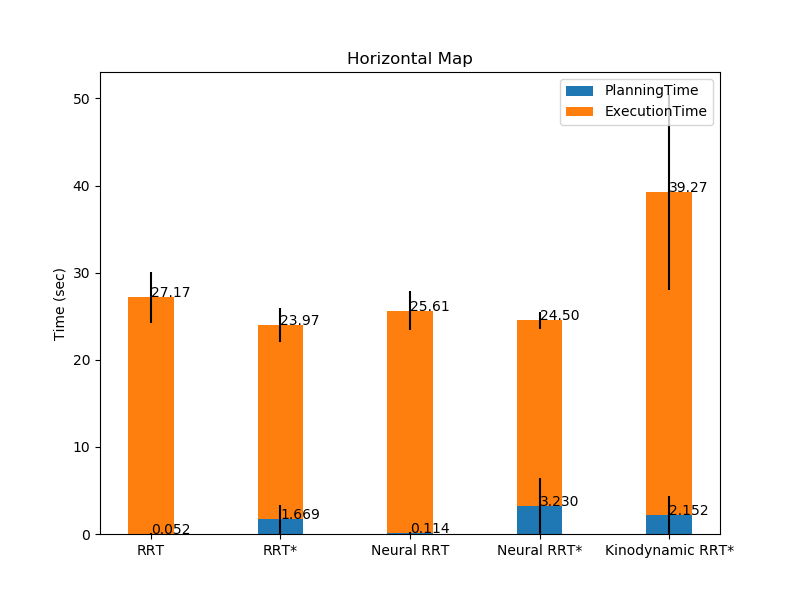 Horizontal Map
PlanningTime
ExecutionTime
Time (sec)
50
40
30
20
10
0
27.17
23.97
25.61
24.50
39.27
0.052
1.669
0.114
3.230
2.152
RRT
RRT*
Neural RRT
Neural RRT*
Kinodynamic RRT*